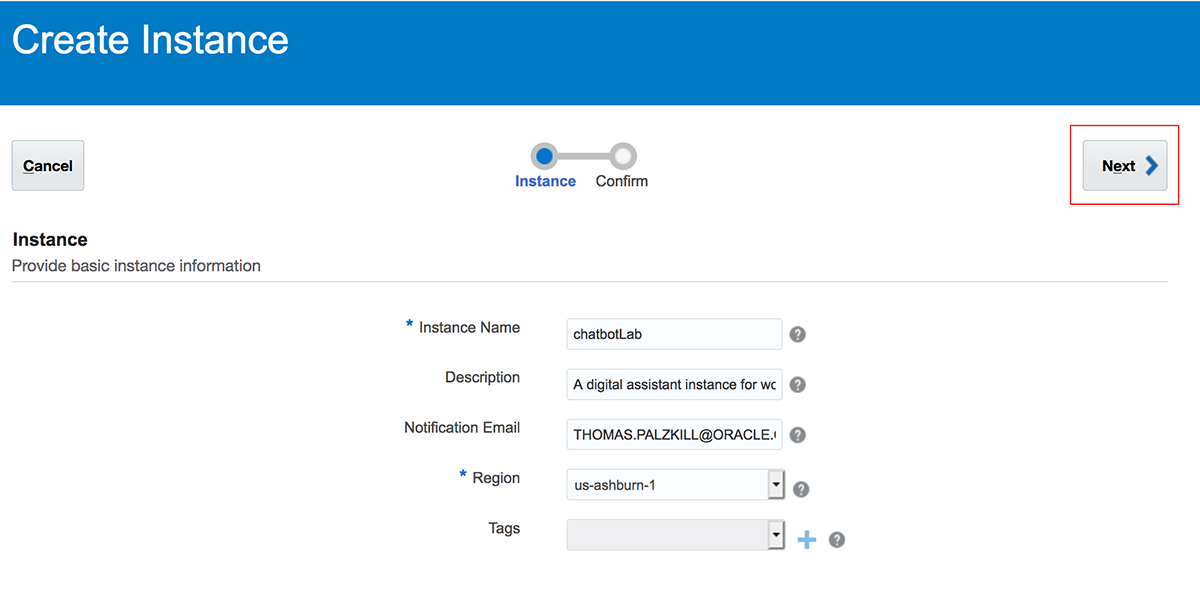 Create Instance
Cancel
Instance Confirm
Next
Instance
Provide basic instance information
* Instance Name chatbotLab ?
Description A digital assistant instance for wo ?
Notification Email THOMAS.PALZKILL@ORACLE. ?
* Region us-ashburn-1 ?
Tags + ?